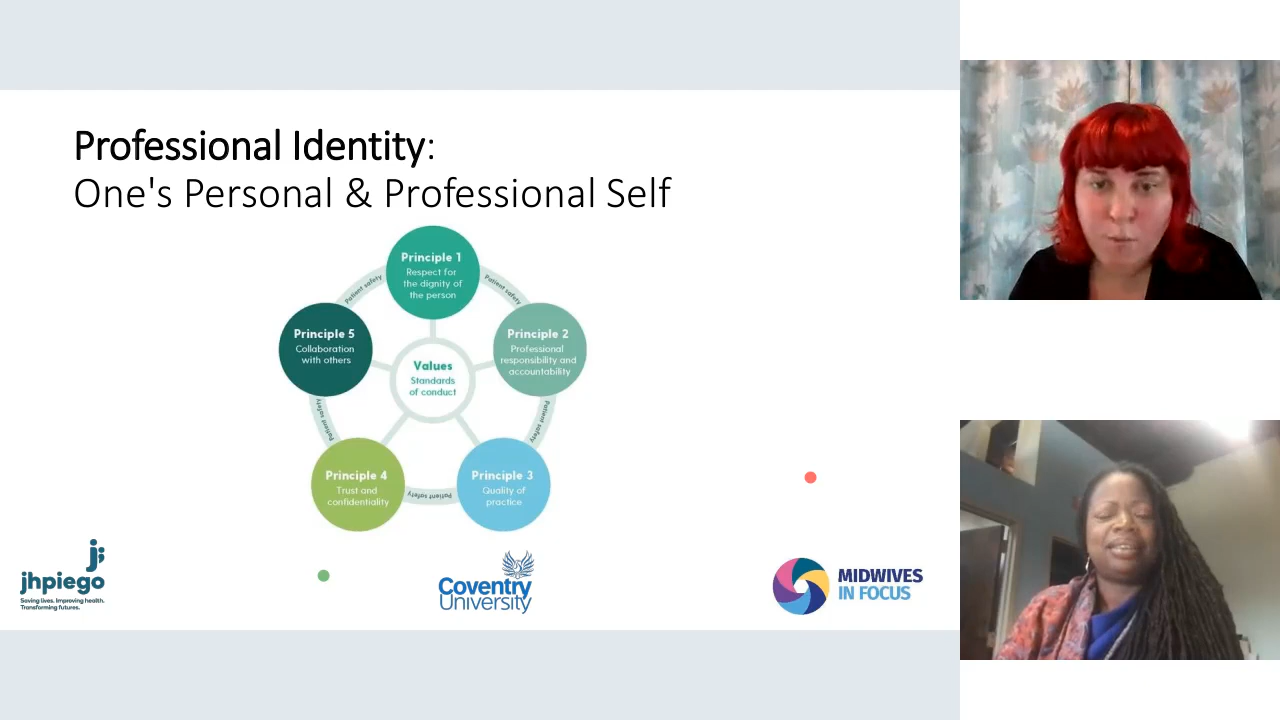 Professional Identity:
One's Personal & Professional Self
Principle 1
Respect for
the dignity of
the person
Patient safety
Patient safety
Principle 5
Collaboration
with others
Principle 2
Professional
responsibility and
accountability
Values
Standards
of conduct
Patient safety
Patient safety
Principle 4
Trust and
confidentiality
Principle 3
Quality of
practice
Patient safety
jhpiego
Saving lives. Improving health.
Transforming futures.
Coventry
University
MIDWIVES
IN FOCUS